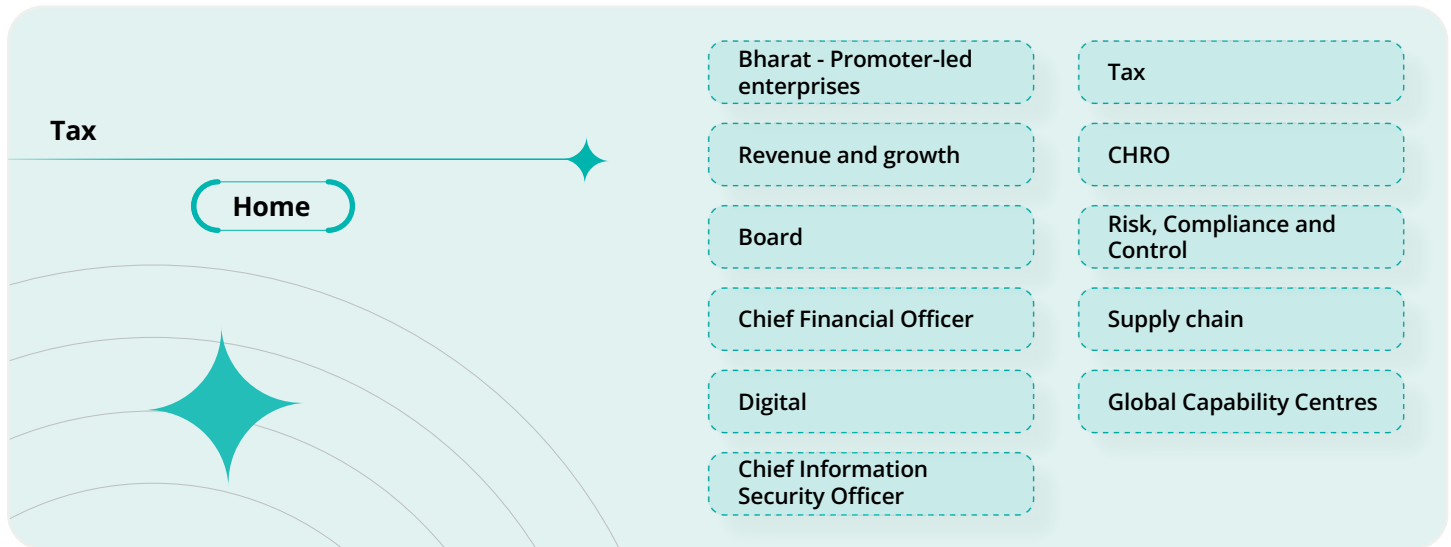 Tax
Home
Bharat - Promoter-led
enterprises
Revenue and growth
Board
Chief Financial Officer
Digital
Chief Information
Security Officer
Tax
CHRO
Risk, Compliance and
Control
Supply chain
Global Capability Centres